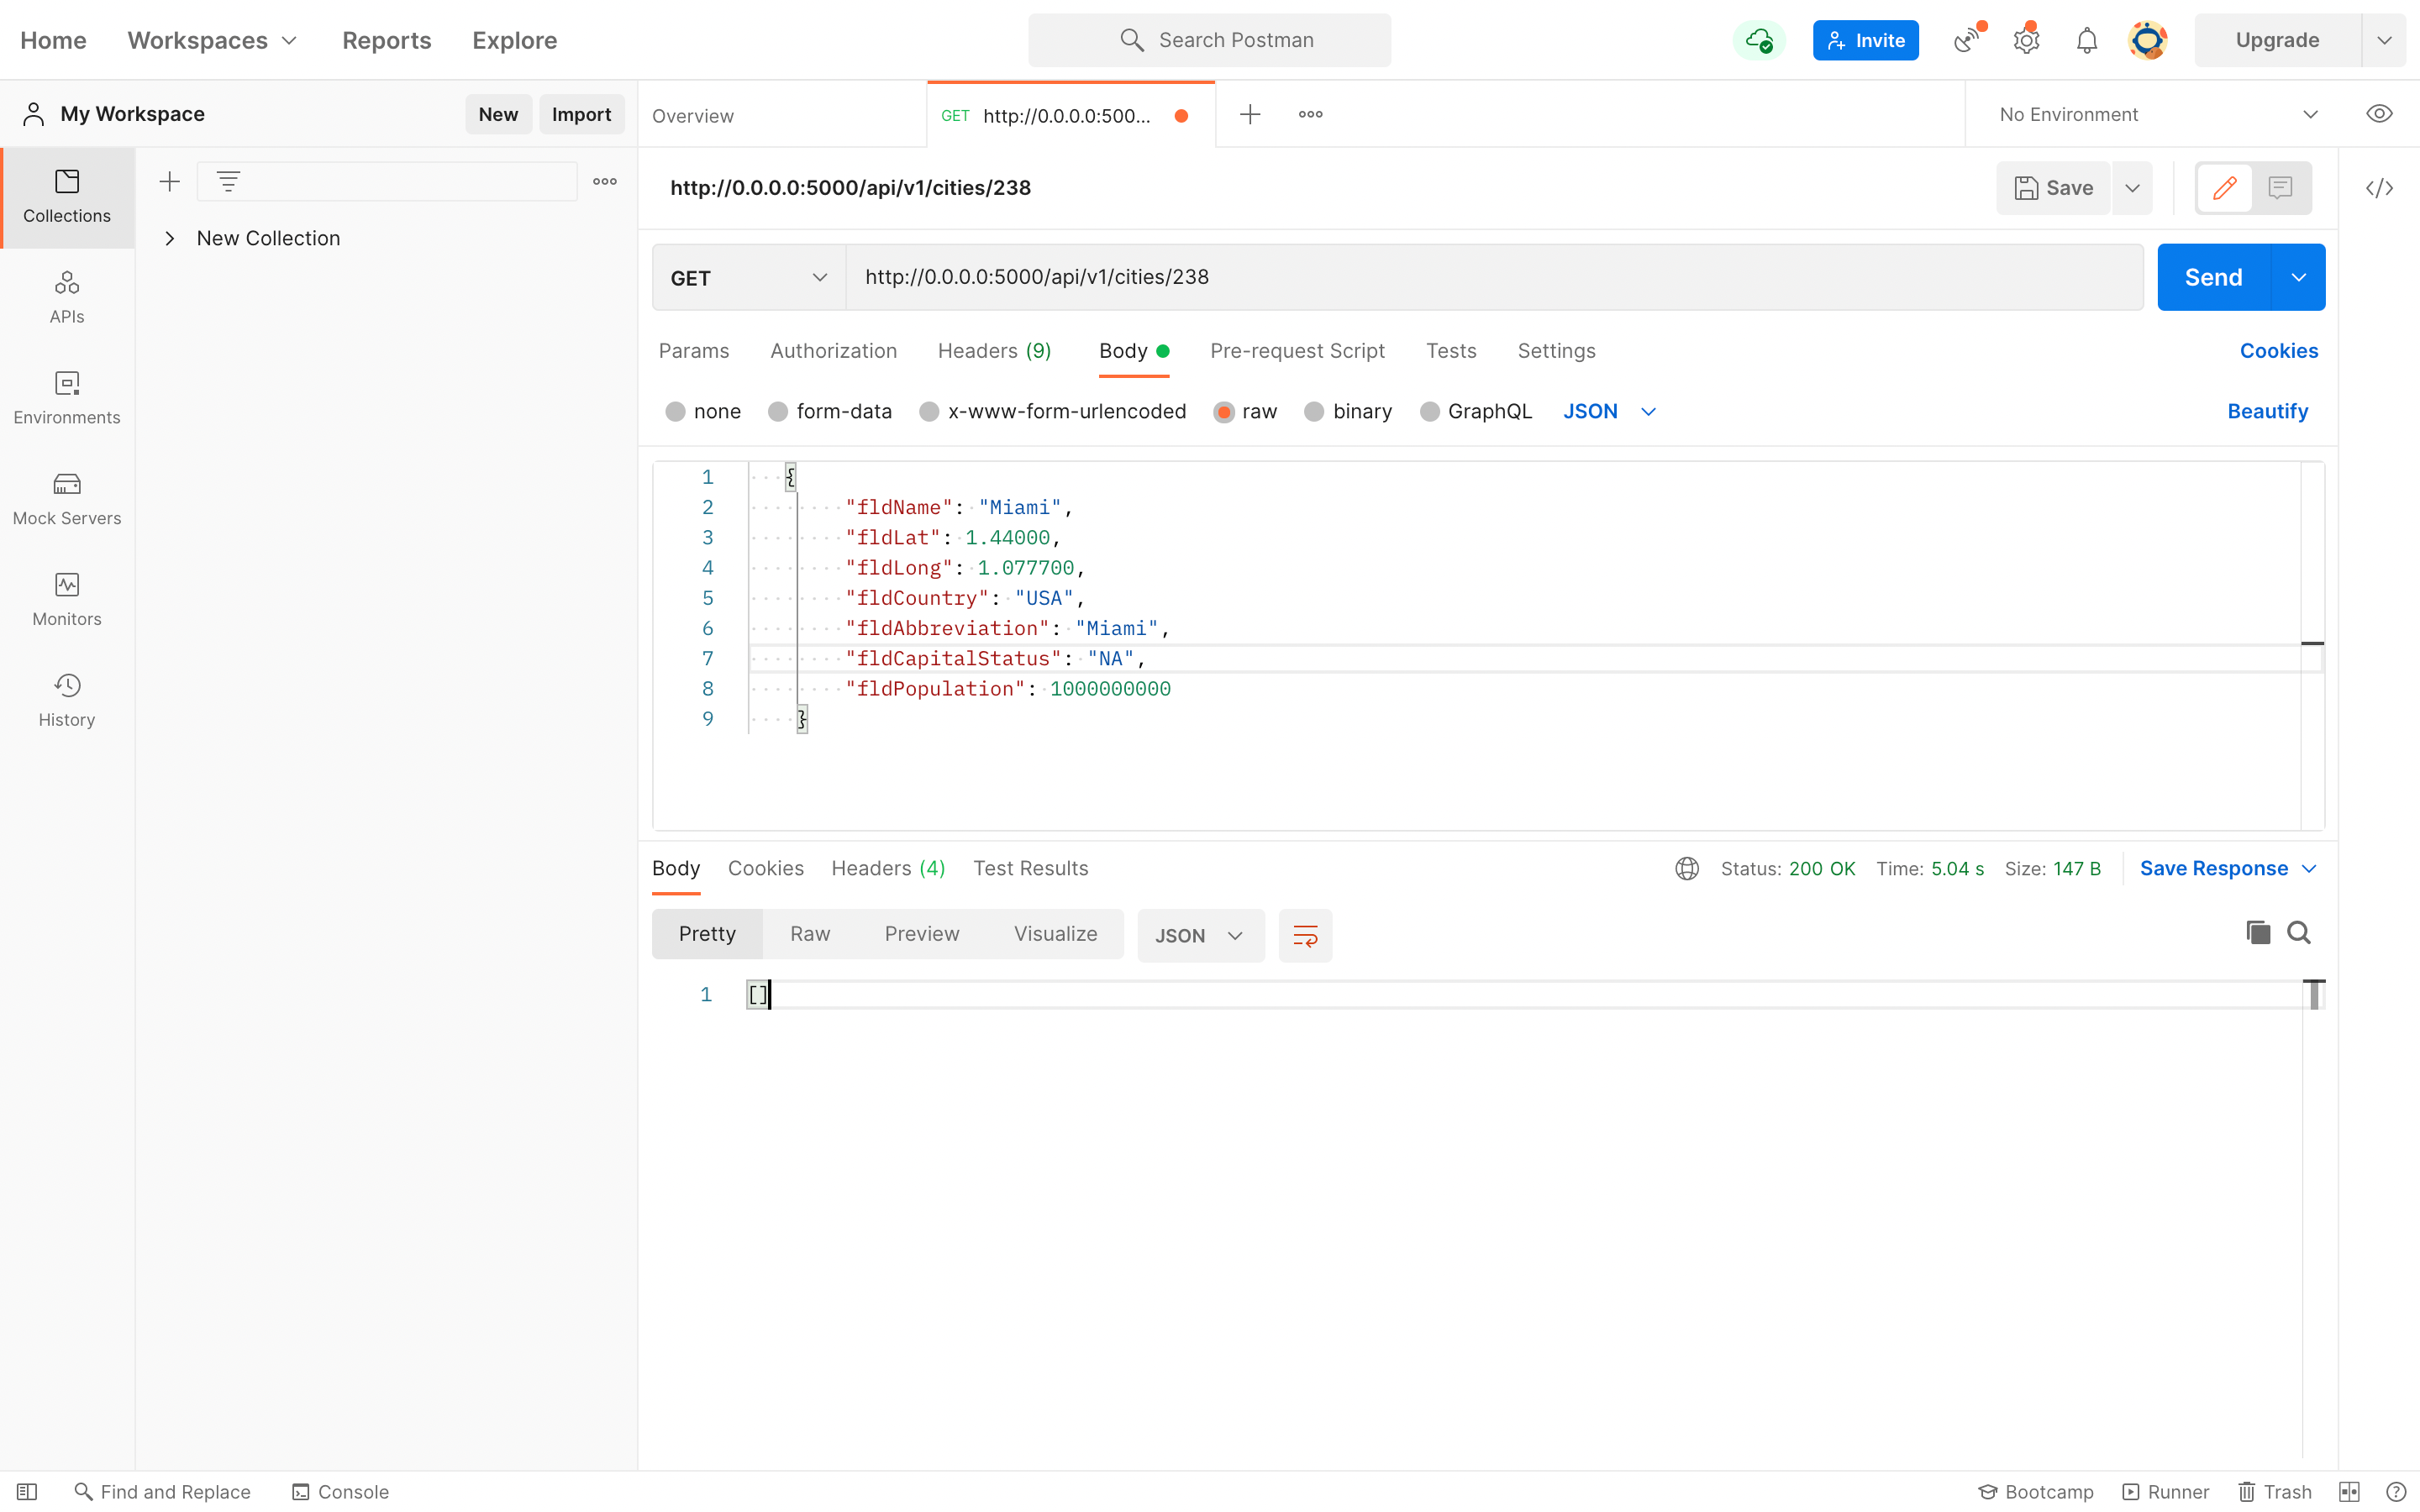 Home Workspaces Reports Explore Search Postman Invite Upgrade
My Workspace New Import Overview GET http://0.0.0.0:500... No Environment
Collections
APIs
Environments
Mock Servers
Monitors
History
New Collection
http://0.0.0.0:5000/api/v1/cities/238 Save
GET http://0.0.0.0:5000/api/v1/cities/238 Send
Params Authorization Headers (9) Body Pre-request Script Tests Settings Cookies
none form-data x-www-form-urlencoded raw binary GraphQL JSON Beautify
1 {
2 "fldName": "Miami",
3 "fldLat": 1.44000,
4 "fldLong": 1.077700,
5 "fldCountry": "USA",
6 "fldAbbreviation": "Miami",
7 "fldCapitalStatus": "NA",
8 "fldPopulation": 1000000000
9 }
Body Cookies Headers (4) Test Results Status: 200 OK Time: 5.04 s Size: 147 B Save Response
Pretty Raw Preview Visualize JSON
1 []
Find and Replace Console Bootcamp Runner Trash